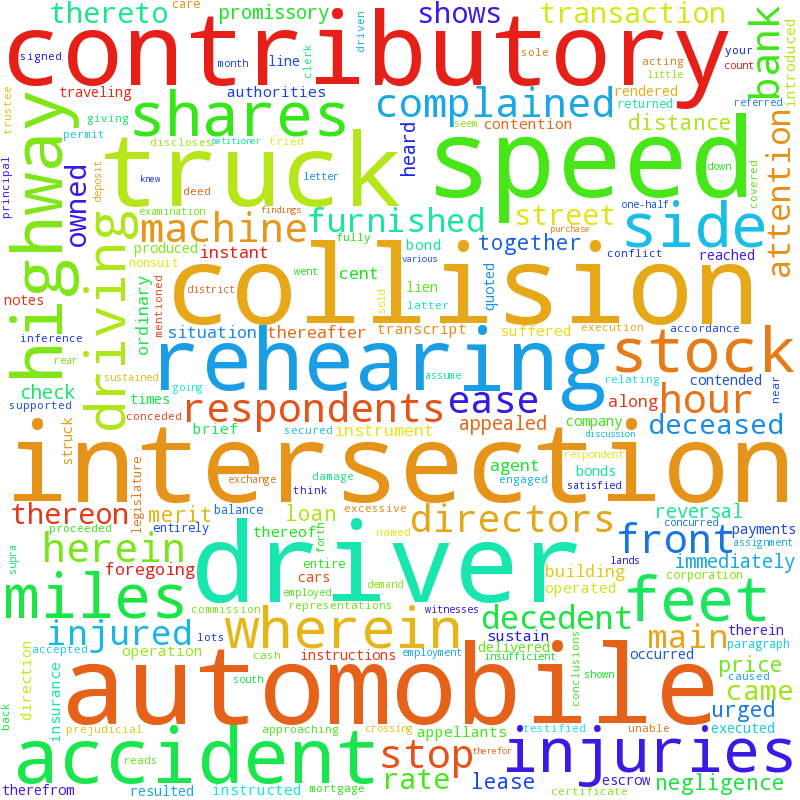 care
thereto promissory shows transaction
contributory
bank
introduced
signed
month
line
clerk
driven
sole
acting
little
your
count
trustee
traveling
authorities
rendered
returned
referred
giving
permit
shares
complained
contention
distance
discloses
petitioner
tried
heard
seem
highway
truck
speed
down
covered
attention
principal
deposit
knew
deed
letter
one-half
owned
driving
examination
findings
purchase
machine
furnished
street
side
produced
fully
bond
together
nonsuit
instant
went
cent
various
conflict
reached
collision
district
lien
quoted
latter
sold
notes
mentioned
ordinary
situation
thereafter
transcript
suffered
execution
accordance
inference
rear
rehearing
stock
sustained
going
assume
relating
contended
near
check
supported
times
conceded
respondents
ease
along
hour
brief
secured
instrument
appealed
company
discussion
deceased
struck
intersection
respondent
legislature
exchange
damage
think
agent
bonds
engaged
satisfied
thereon
merit
balance
loan
excessive
directors
reversal
concurred
proceeded
entirely
thereof
forth
named
front
payments
supra
herein
foregoing
entire
cars
driver
building
operated
lands
immediately
assignment
corporation
miles
employed
demand
representations
commission
witnesses
decedent
feet
injured
lots
wherein
delivered
sustain
main
therein
paragraph
accepted
operation
cash
instructions
employment
insufficient
conclusions
shown
occurred
caused
price
direction
insurance
south
automobile
came
urged
back
prejudicial
approaching
crossing
appellants
testified
unable
executed
accident
reads
stop
therefor
injuries
therefrom
resulted
instructed
mortgage
rate
lease
escrow
certificate
negligence